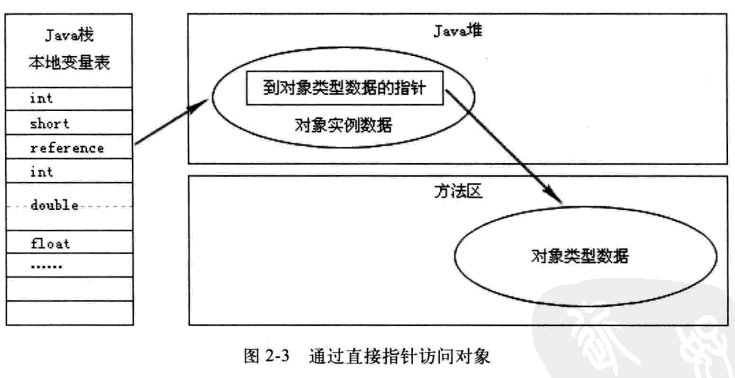 Java栈
本地变量表
int
short
reference
int
double
float
……
Java堆
到对象类型数据的指针
对象实例数据
方法区
对象类型数据
图 2-3 通过直接指针访问对象